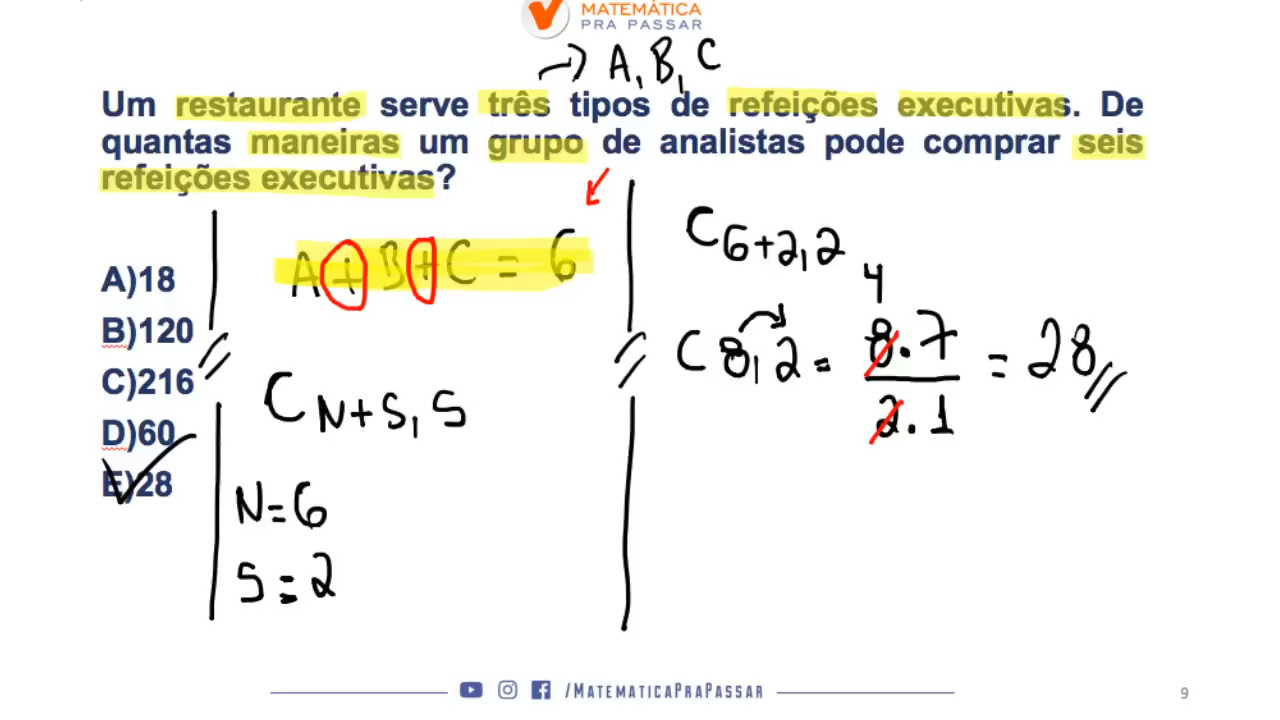 MATEMÁTICA
PRA PASSAR
→ A, B, C
Um restaurante serve três tipos de refeições executivas. De
quantas maneiras um grupo de analistas pode comprar seis
refeições executivas?
A)18
B)120
C)216
D)60
E)28
A + B + C = 6
C N+S, S
N=6
S=2
C 6+2, 2
4
C 8, 2 = 8.7 / 2.1 = 28 //
/MATEMATICAPRAPASSAR
9